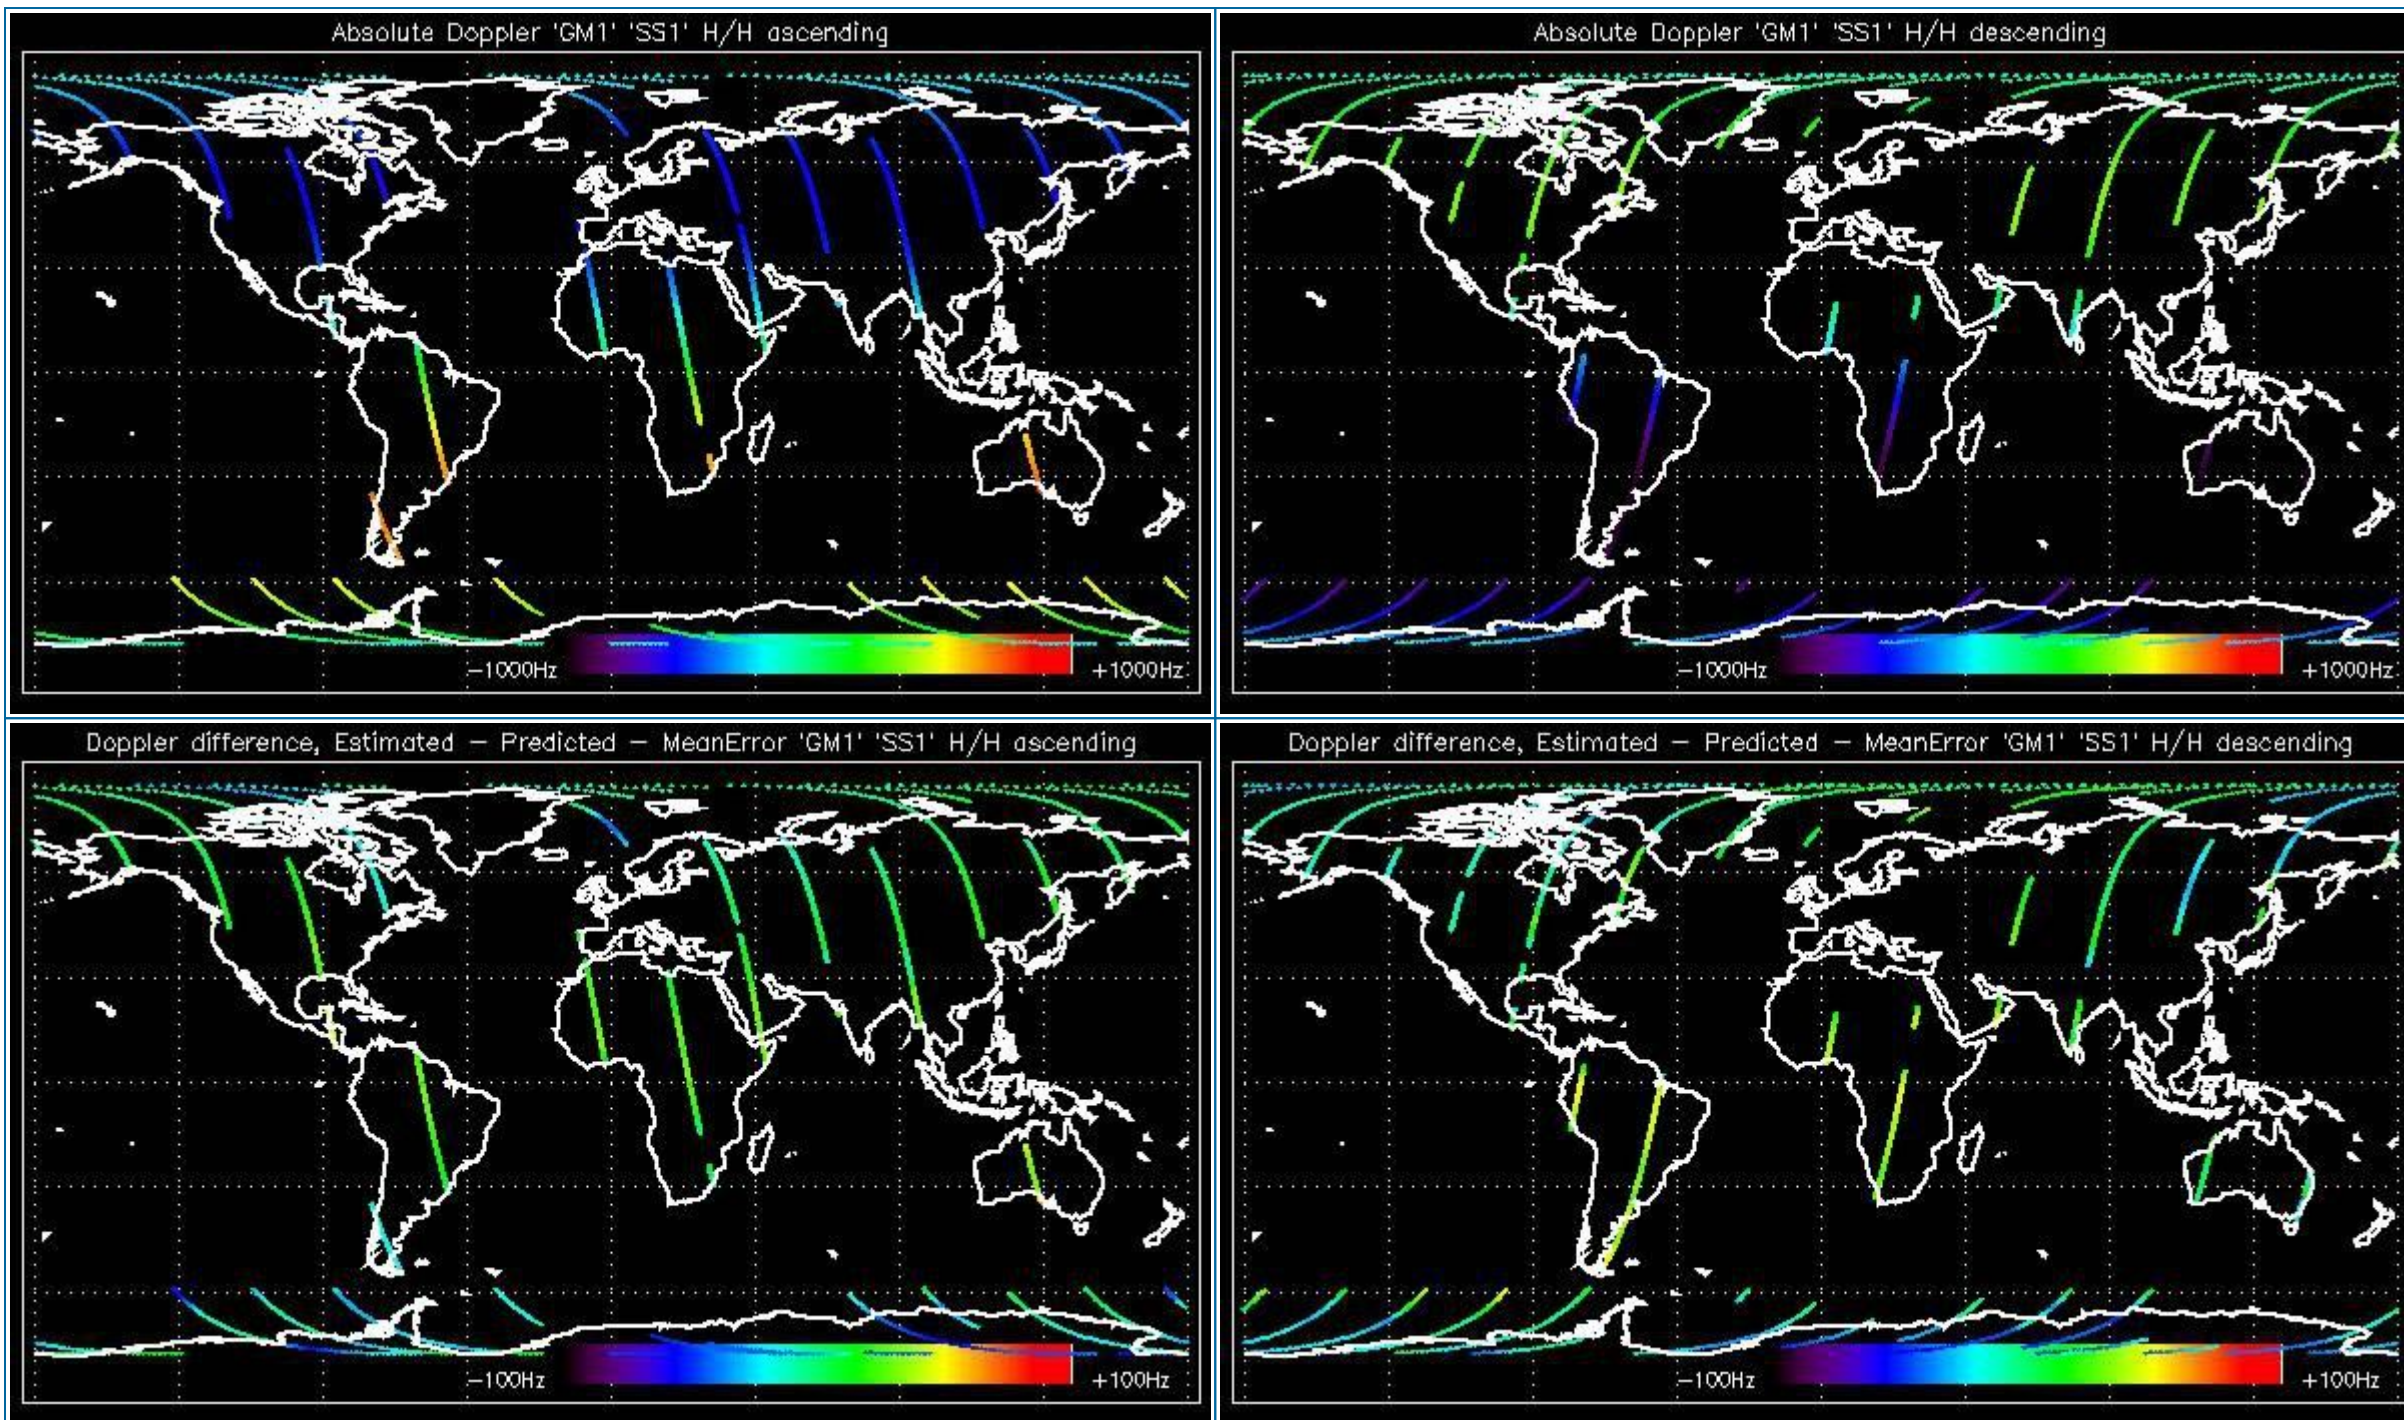 Absolute Doppler 'GM1' 'SS1' H/H ascending
-1000Hz
+1000Hz
Absolute Doppler 'GM1' 'SS1' H/H descending
-1000Hz
+1000Hz
Doppler difference, Estimated - Predicted - MeanError 'GM1' 'SS1' H/H ascending
-100Hz
+100Hz
Doppler difference, Estimated - Predicted - MeanError 'GM1' 'SS1' H/H descending
-100Hz
+100Hz